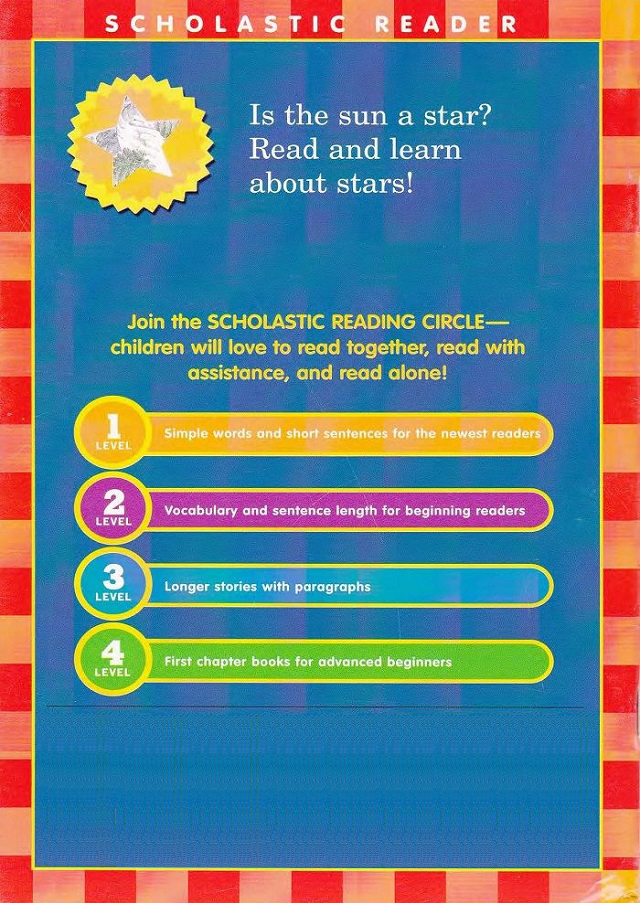 SCHOLASTIC READER
Is the sun a star?
Read and learn
about stars!
Join the SCHOLASTIC READING CIRCLE—
children will love to read together, read with
assistance, and read alone!
1
LEVEL
Simple words and short sentences for the newest readers
2
LEVEL
Vocabulary and sentence length for beginning readers
3
LEVEL
Longer stories with paragraphs
4
LEVEL
First chapter books for advanced beginners